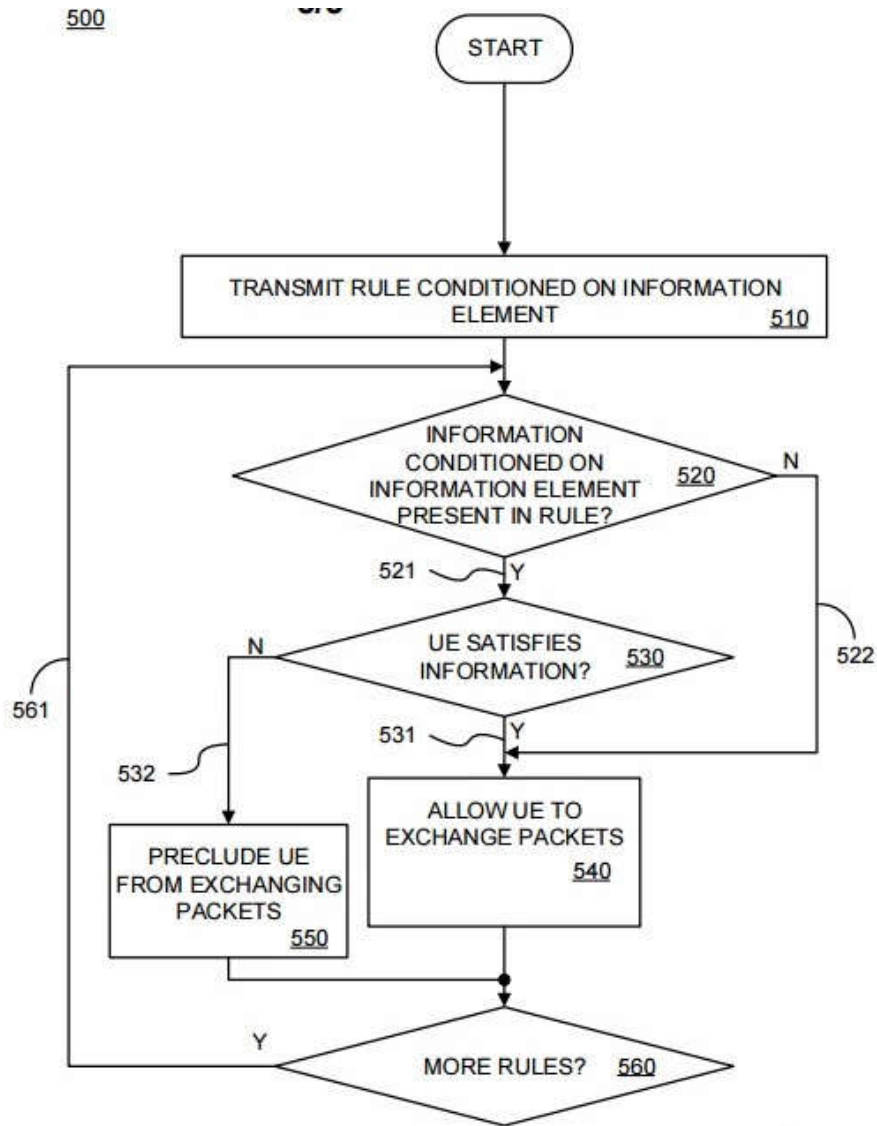 500
START
TRANSMIT RULE CONDITIONED ON INFORMATION
ELEMENT
510
INFORMATION
CONDITIONED ON
INFORMATION ELEMENT
PRESENT IN RULE?
520
N
521
Y
522
UE SATISFIES
INFORMATION?
530
N
561
531
Y
532
ALLOW UE TO
EXCHANGE PACKETS
540
PRECLUDE UE
FROM EXCHANGING
PACKETS
550
Y
MORE RULES?
560